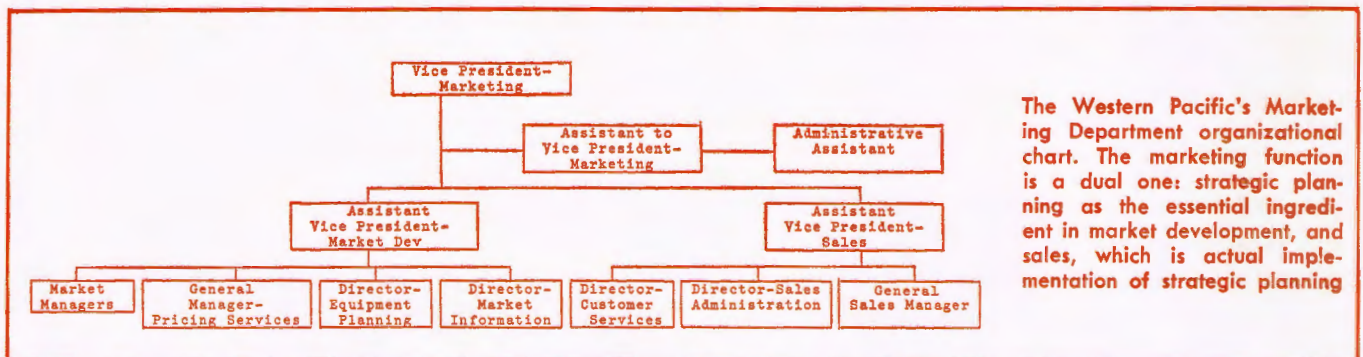 Vice President-
Marketing
Assistant to
Vice President-
Marketing
Administrative
Assistant
Assistant
Vice President-
Market Dev
Assistant
Vice President-
Sales
Market
Managers
General
Manager-
Pricing Services
Director-
Equipment
Planning
Director-
Market
Information
Director-
Customer
Services
Director-Sales
Administration
General
Sales Manager
The Western Pacific's Market-
ing Department organizational
chart. The marketing function
is a dual one: strategic plan-
ning as the essential ingredi-
ent in market development, and
sales, which is actual imple-
mentation of strategic planning